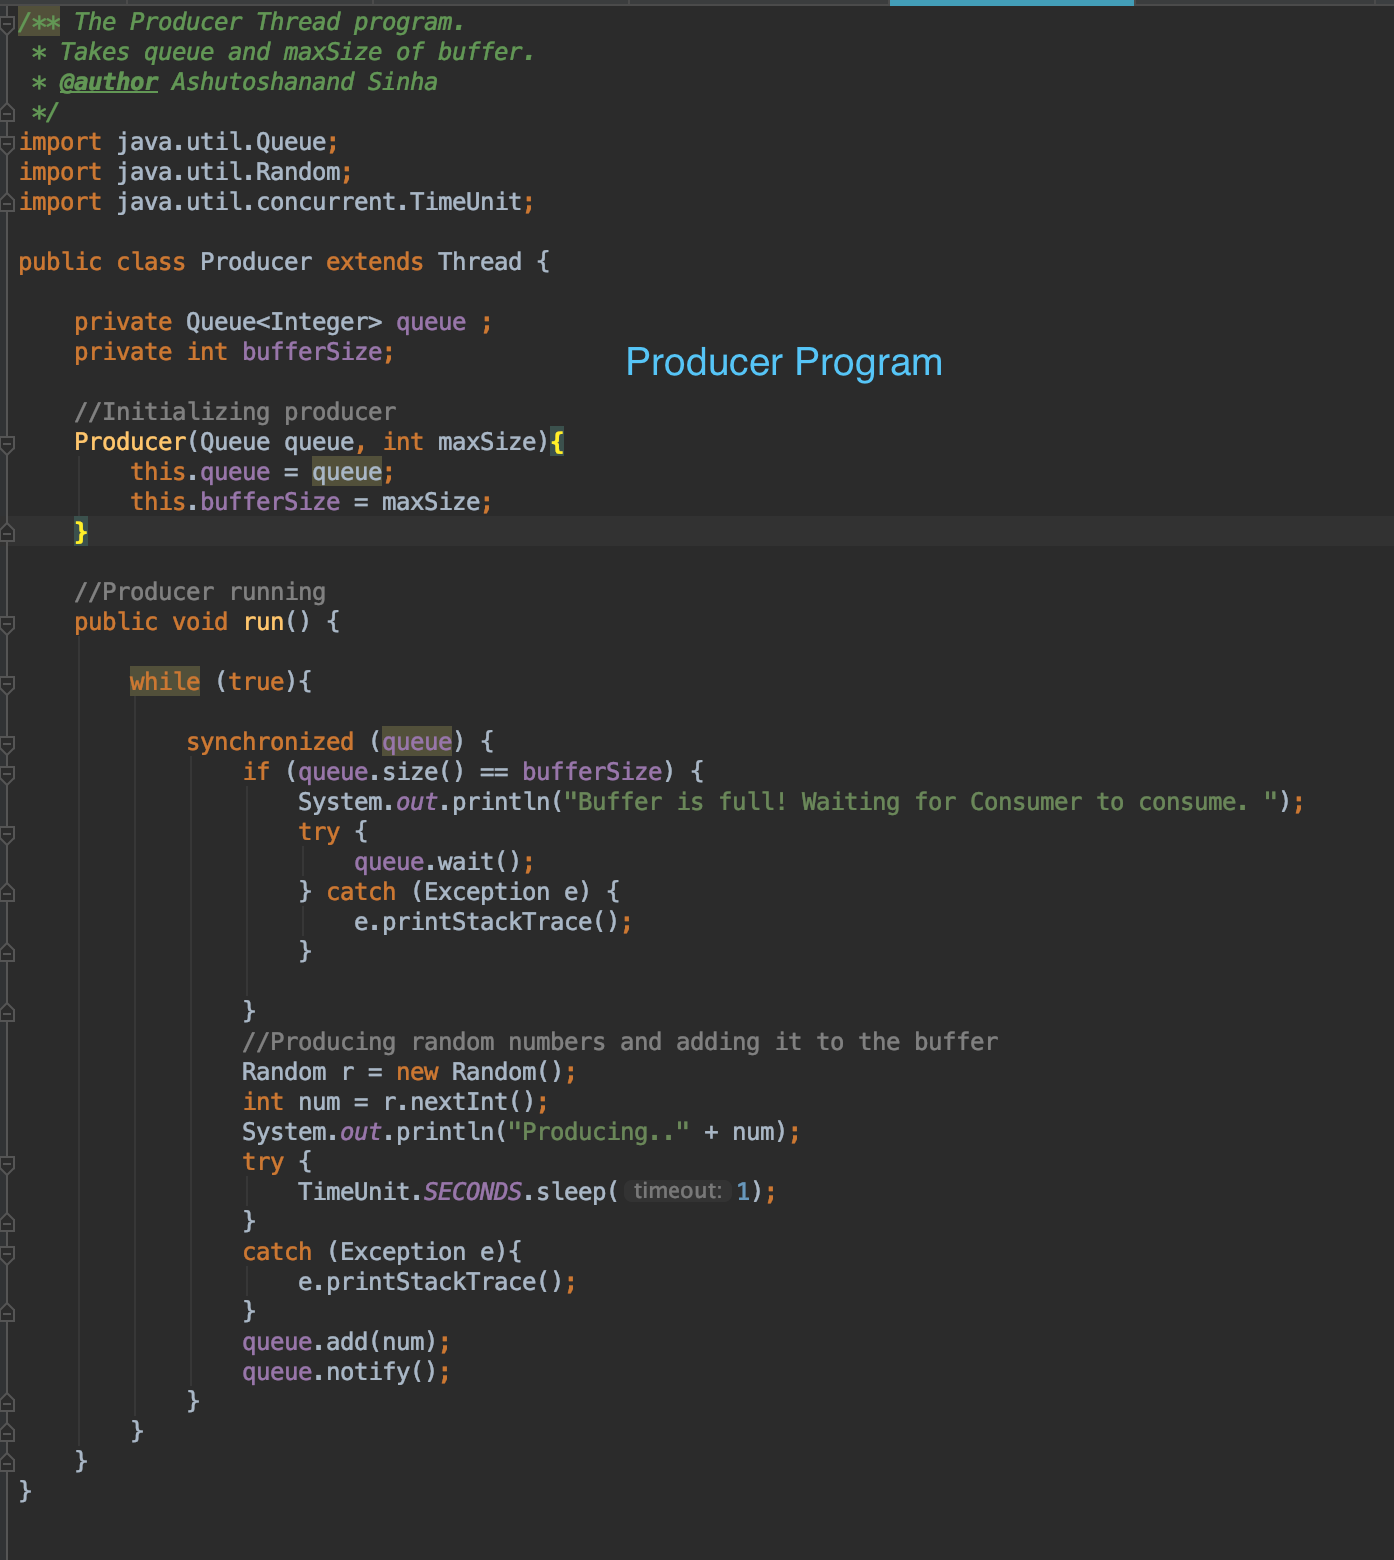 /** The Producer Thread program.
 * Takes queue and maxSize of buffer.
 * @author Ashutoshanand Sinha
 */
import java.util.Queue;
import java.util.Random;
import java.util.concurrent.TimeUnit;
public class Producer extends Thread {
    private Queue<Integer> queue ;
    private int bufferSize;
Producer Program
    //Initializing producer
    Producer(Queue queue, int maxSize){
        this.queue = queue;
        this.bufferSize = maxSize;
    }
    //Producer running
    public void run() {
        while (true){
            synchronized (queue) {
                if (queue.size() == bufferSize) {
                    System.out.println("Buffer is full! Waiting for Consumer to consume. ");
                    try {
                        queue.wait();
                    } catch (Exception e) {
                        e.printStackTrace();
                    }
                }
                //Producing random numbers and adding it to the buffer
                Random r = new Random();
                int num = r.nextInt();
                System.out.println("Producing.." + num);
                try {
                    TimeUnit.SECONDS.sleep( timeout: 1);
                }
                catch (Exception e){
                    e.printStackTrace();
                }
                queue.add(num);
                queue.notify();
            }
        }
    }
}